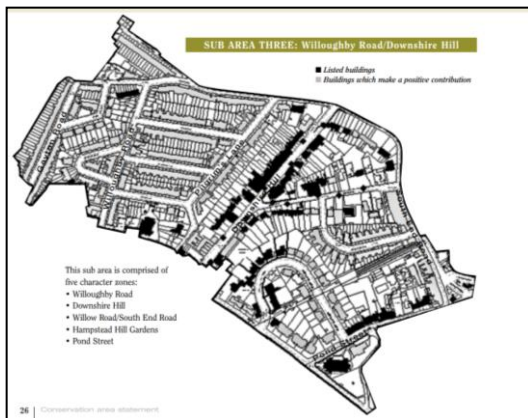 SUB AREA THREE: Willoughby Road/Downshire Hill
Listed buildings
Buildings which make a positive contribution
This sub area is comprised of
five character zones:
• Willoughby Road
• Downshire Hill
• Willow Road/South End Road
• Hampstead Hill Gardens
• Pond Street
Pond Street
26 | Conservation area statement